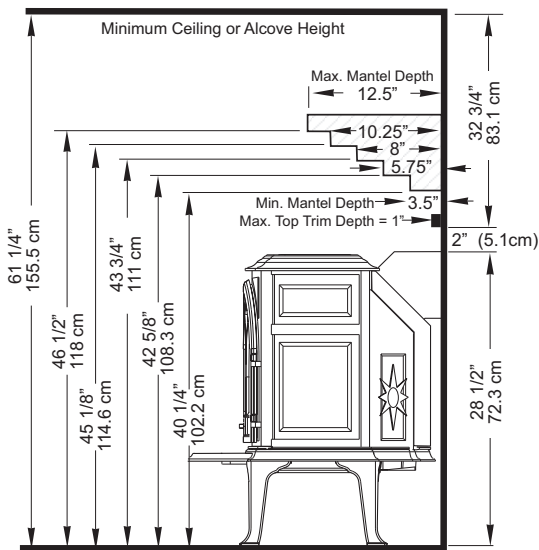 Minimum Ceiling or Alcove Height
Max. Mantel Depth
12.5”
10.25”
8”
5.75”
Min. Mantel Depth
3.5”
Max. Top Trim Depth = 1”
32 3/4”
83.1 cm
2” (5.1cm)
28 1/2”
72.3 cm
61 1/4”
155.5 cm
46 1/2”
118 cm
45 1/8”
114.6 cm
43 3/4”
111 cm
42 5/8”
108.3 cm
40 1/4”
102.2 cm